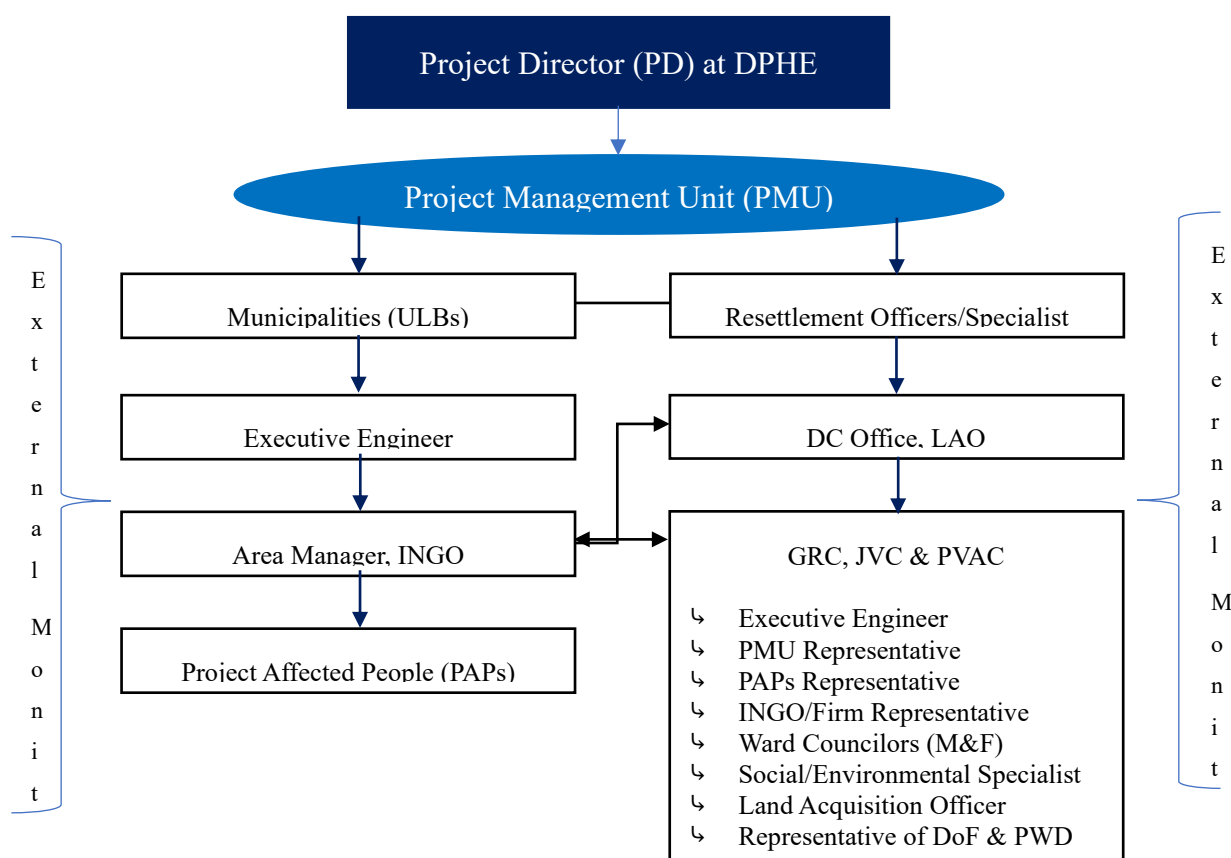 Project Director (PD) at DPHE
Project Management Unit (PMU)
External Monit
Municipalities (ULBs)
Resettlement Officers/Specialist
External Monit
Executive Engineer
DC Office, LAO
Area Manager, INGO
GRC, JVC & PVAC
Project Affected People (PAPs)
↳ Executive Engineer
↳ PMU Representative
↳ PAPs Representative
↳ INGO/Firm Representative
↳ Ward Councilors (M&F)
↳ Social/Environmental Specialist
↳ Land Acquisition Officer
↳ Representative of DoF & PWD